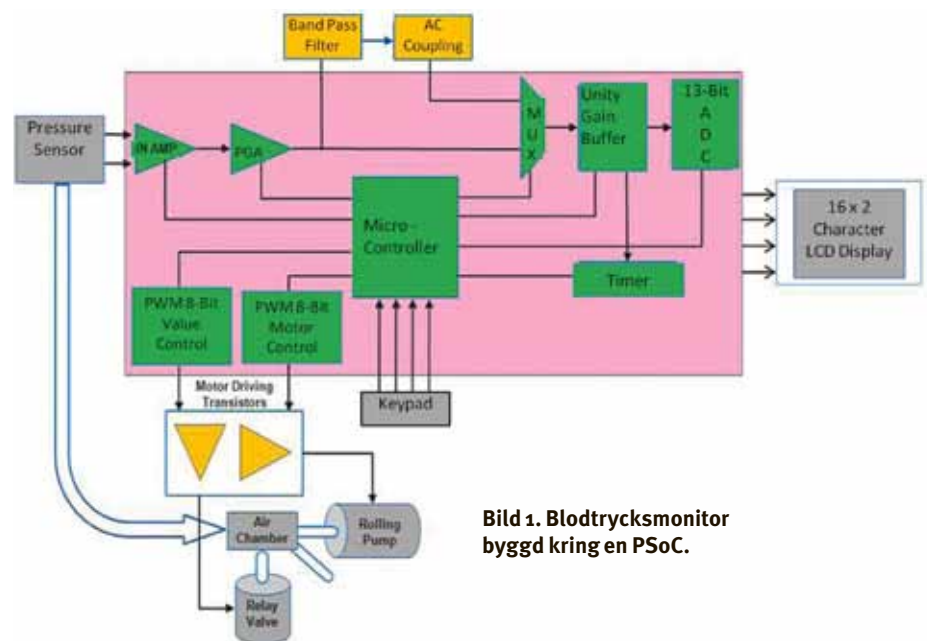 Band Pass
Filter
AC
Coupling
Pressure
Sensor
IN AMP
PGA
M
U
X
Unity
Gain
Buffer
13-Bit
A
D
C
Micro -
Controller
16 x 2
Character
LCD Display
Timer
PWM 8-Bit
Value
Control
PWM 8-Bit
Motor
Control
Motor Driving
Transistors
Keypad
Air
Chamber
Rolling
Pump
Relay
Valve
Bild 1. Blodtrycksmonitor
byggd kring en PSoC.